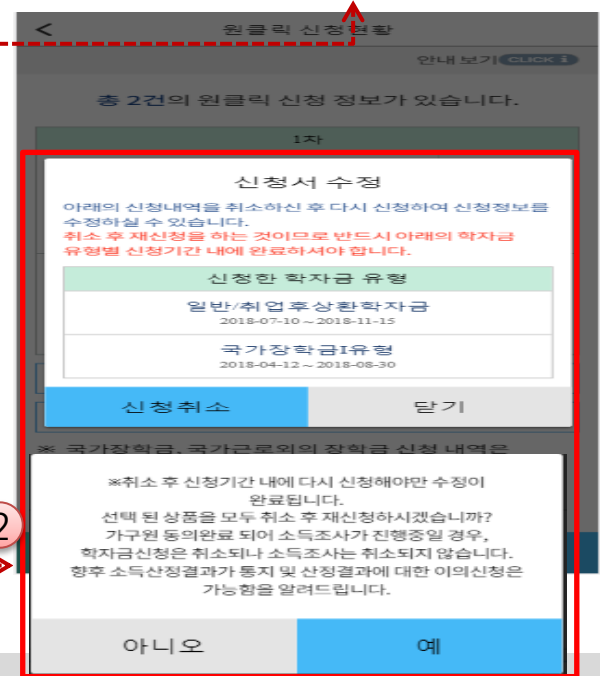 <
원클릭 신청현황
안내 보기 CLICK i
총 2건의 원클릭 신청 정보가 있습니다.
1차
신청서 수정
아래의 신청내역을 취소하신 후 다시 신청하여 신청정보를
수정하실 수 있습니다.
취소 후 재신청을 하는 것이므로 반드시 아래의 학자금
유형별 신청기간 내에 완료하셔야 합니다.
신청한 학자금 유형
일반/취업후상환학자금
2018-07-10 ~ 2018-11-15
국가장학금I유형
2018-04-12 ~ 2018-08-30
신청취소
닫기
※ 국가장학금, 국가근로외의 장학금 신청 내역은
※취소 후 신청기간 내에 다시 신청해야만 수정이
완료됩니다.
선택 된 상품을 모두 취소 후 재신청하시겠습니까?
가구원 동의완료 되어 소득조사가 진행중일 경우,
학자금신청은 취소되나 소득조사는 취소되지 않습니다.
향후 소득산정결과가 통지 및 산정결과에 대한 이의신청은
가능함을 알려드립니다.
2
아니오
예